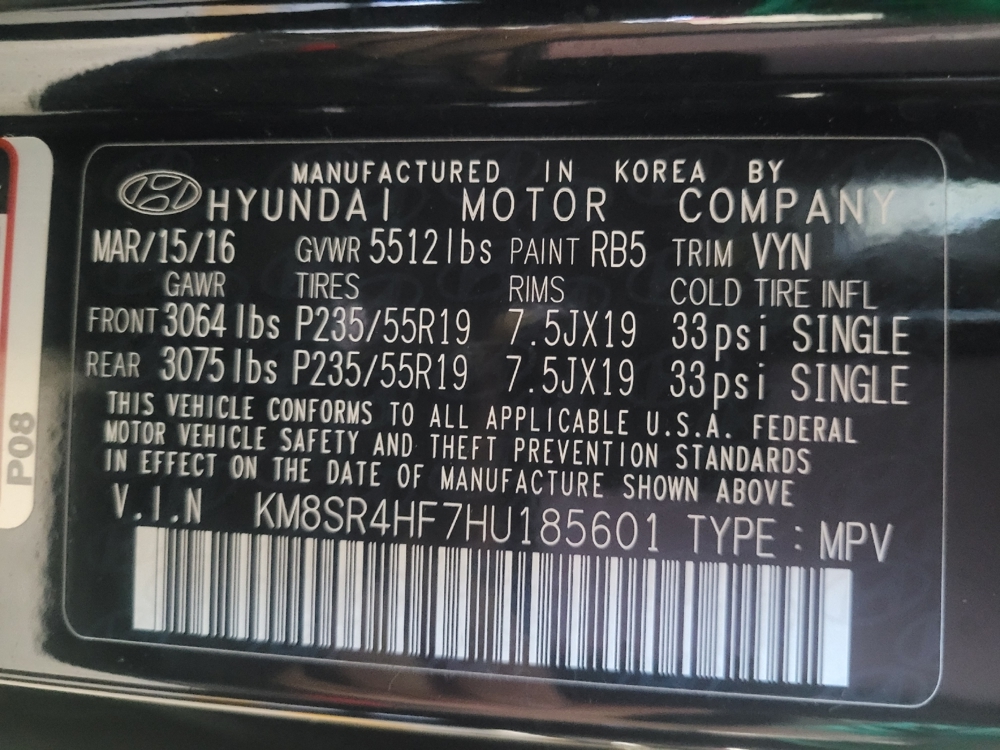 MANUFACTURED IN KOREA BY
HYUNDAI MOTOR COMPANY
MAR/15/16 GVWR 5512lbs PAINT RB5 TRIM VYN
GAWR TIRES RIMS COLD TIRE INFL
FRONT 3064lbs P235/55R19 7.5JX19 33psi SINGLE
REAR 3075lbs P235/55R19 7.5JX19 33psi SINGLE
THIS VEHICLE CONFORMS TO ALL APPLICABLE U.S.A. FEDERAL
MOTOR VEHICLE SAFETY AND THEFT PREVENTION STANDARDS
IN EFFECT ON THE DATE OF MANUFACTURE SHOWN ABOVE
V.I.N KM8SR4HF7HU185601 TYPE : MPV
P08